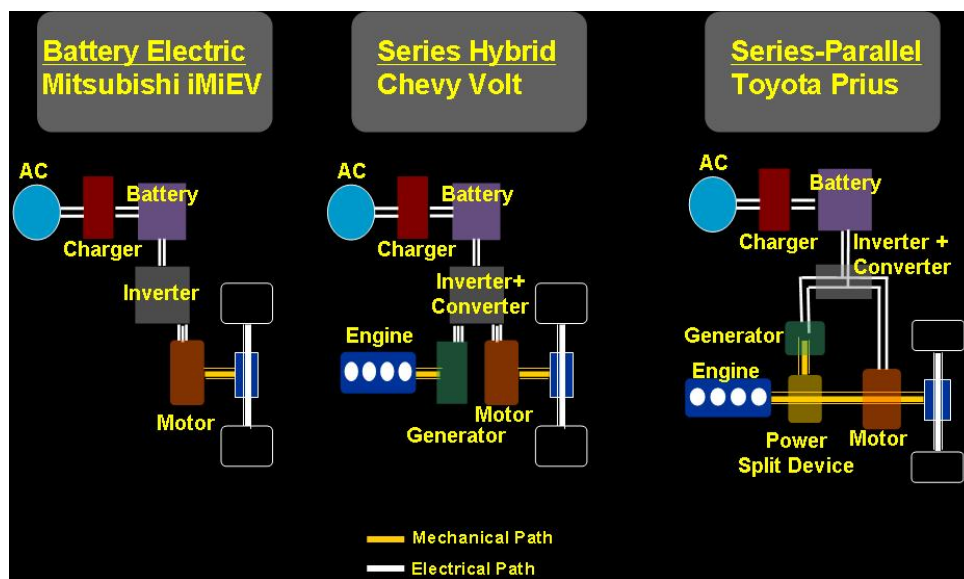 Battery Electric
Mitsubishi iMiEV
AC
Battery
Charger
Inverter
Motor
Series Hybrid
Chevy Volt
AC
Battery
Charger
Inverter+
Converter
Engine
Motor
Generator
Series-Parallel
Toyota Prius
AC
Battery
Charger
Inverter +
Converter
Generator
Engine
Power
Split Device
Motor
Mechanical Path
Electrical Path